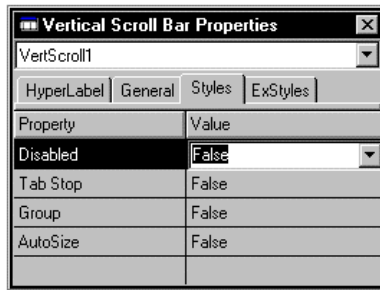 Vertical Scroll Bar Properties
VertScroll1
HyperLabel General Styles ExStyles
Property Value
Disabled False
Tab Stop False
Group False
AutoSize False